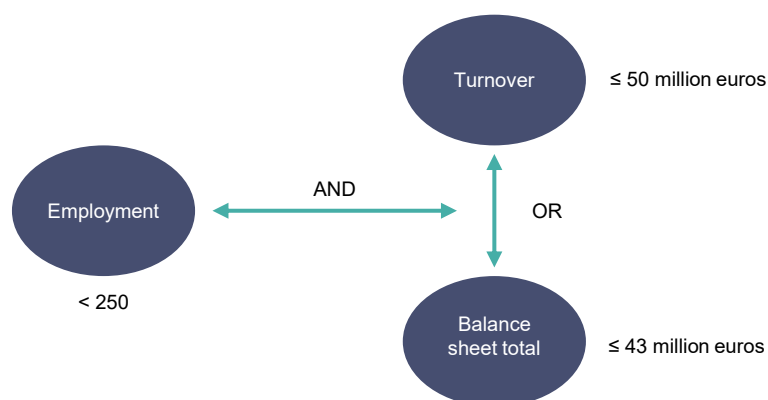 Turnover
≤ 50 million euros
AND
Employment
OR
< 250
Balance
sheet total
≤ 43 million euros